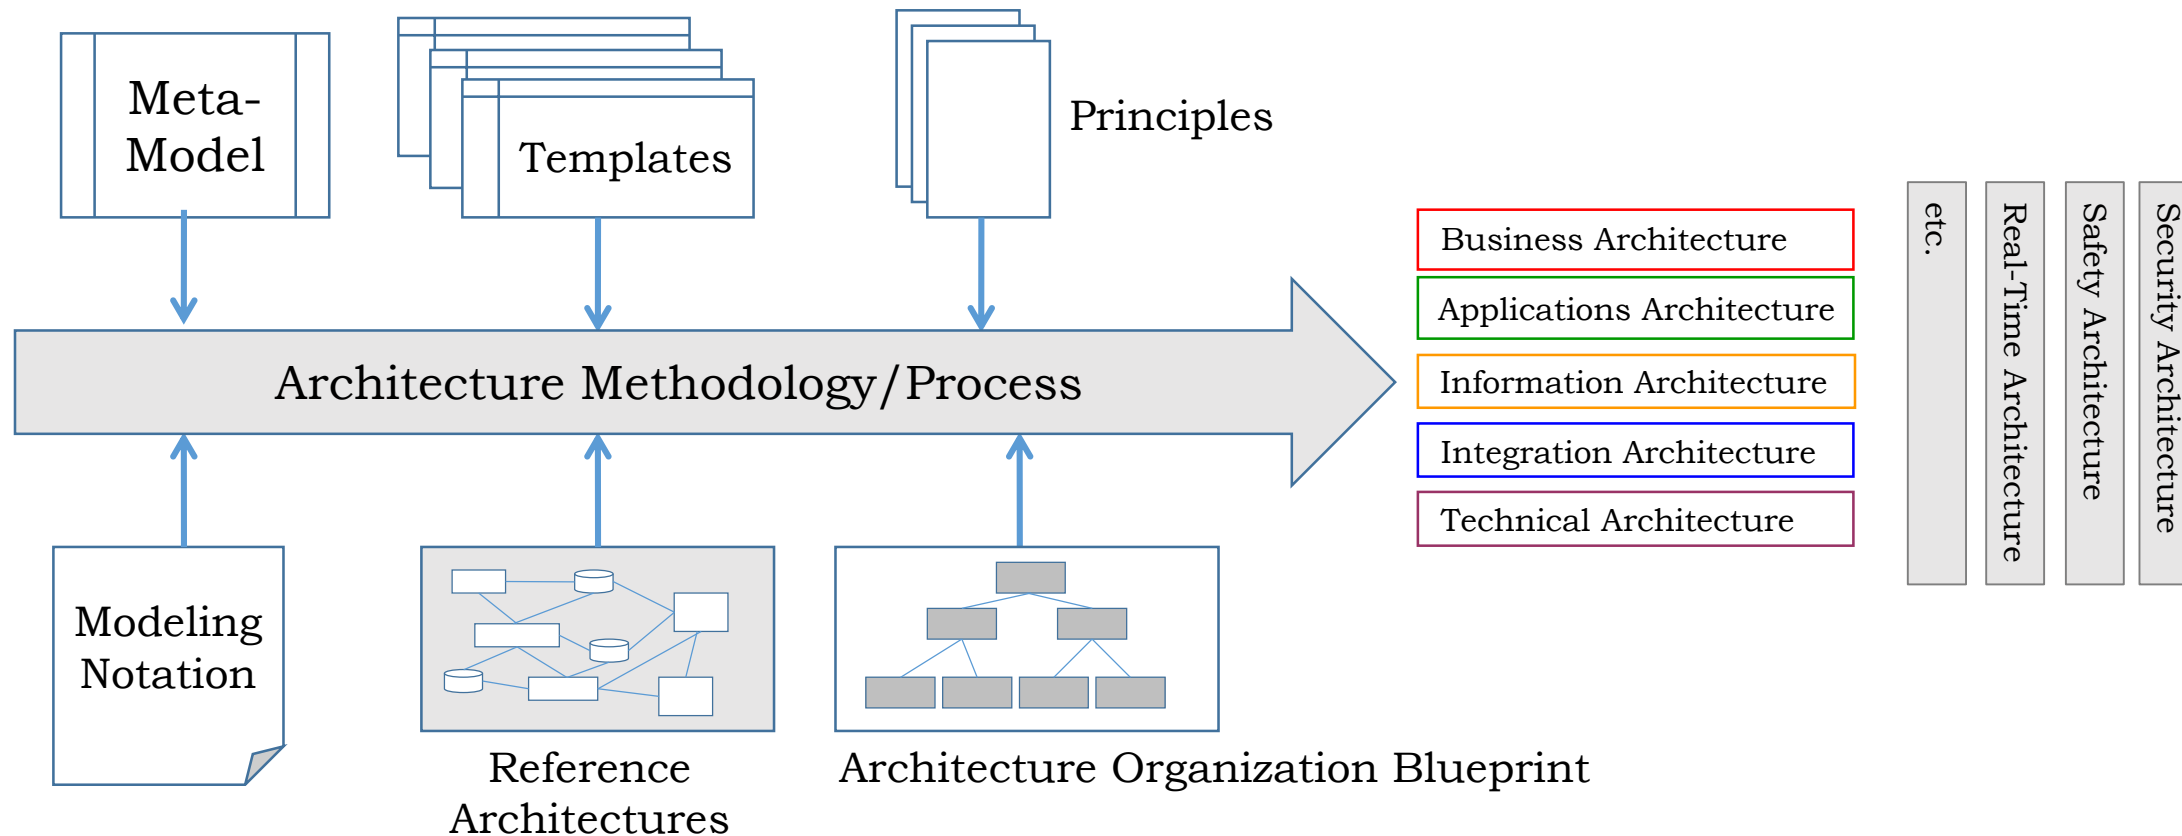 Meta-
Model
Templates
Principles
Architecture Methodology/Process
Modeling
Notation
Reference
Architectures
Architecture Organization Blueprint
Business Architecture
Applications Architecture
Information Architecture
Integration Architecture
Technical Architecture
etc.
Real-Time Architecture
Safety Architecture
Security Architecture